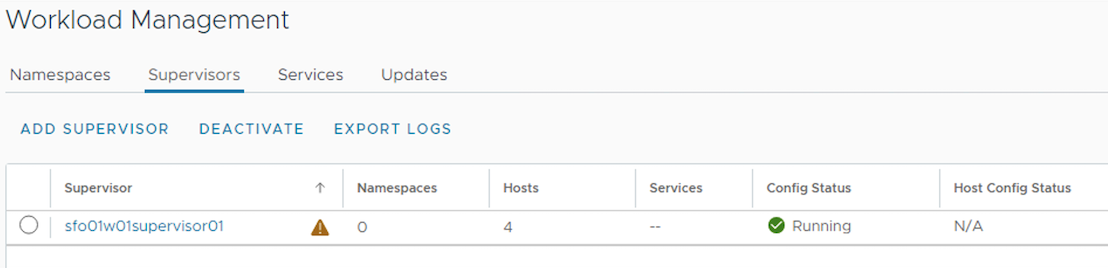 Workload Management
Namespaces Supervisors Services Updates
ADD SUPERVISOR DEACTIVATE EXPORT LOGS
Supervisor Namespaces Hosts Services Config Status Host Config Status
sfo01w01supervisor01 0 4 -- Running N/A